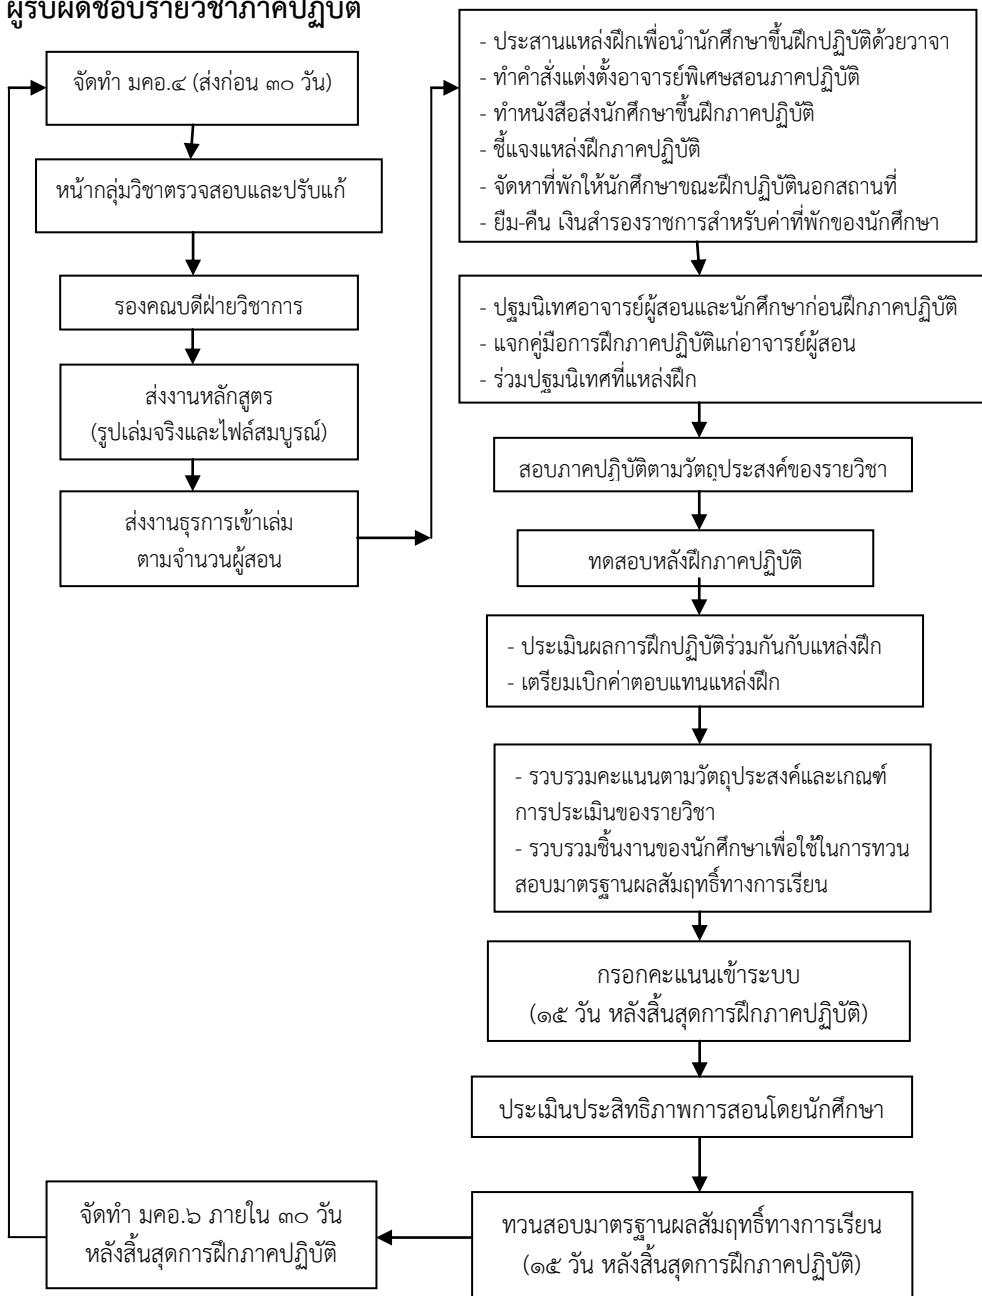 ผู้รับผิดชอบรายวิชาภาคปฏิบัติ
จัดทำ มคอ.๔ (ส่งก่อน ๓๐ วัน)
หน้ากลุ่มวิชาตรวจสอบและปรับแก้
รองคณบดีฝ่ายวิชาการ
ส่งงานหลักสูตร
(รูปเล่มจริงและไฟล์สมบูรณ์)
ส่งงานธุรการเข้าเล่ม
ตามจำนวนผู้สอน
- ประสานแหล่งฝึกเพื่อนำนักศึกษาขึ้นฝึกปฏิบัติด้วยวาจา
- ทำคำสั่งแต่งตั้งอาจารย์พิเศษสอนภาคปฏิบัติ
- ทำหนังสือส่งนักศึกษาขึ้นฝึกภาคปฏิบัติ
- ชี้แจงแหล่งฝึกภาคปฏิบัติ
- จัดหาที่พักให้นักศึกษาขณะฝึกปฏิบัตินอกสถานที่
- ยืม-คืน เงินสำรองราชการสำหรับค่าที่พักของนักศึกษา
- ปฐมนิเทศอาจารย์ผู้สอนและนักศึกษาก่อนฝึกภาคปฏิบัติ
- แจกคู่มือการฝึกภาคปฏิบัติแก่อาจารย์ผู้สอน
- ร่วมปฐมนิเทศที่แหล่งฝึก
สอบภาคปฏิบัติตามวัตถุประสงค์ของรายวิชา
ทดสอบหลังฝึกภาคปฏิบัติ
- ประเมินผลการฝึกปฏิบัติร่วมกันกับแหล่งฝึก
- เตรียมเบิกค่าตอบแทนแหล่งฝึก
- รวบรวมคะแนนตามวัตถุประสงค์และเกณฑ์
การประเมินของรายวิชา
- รวบรวมชิ้นงานของนักศึกษาเพื่อใช้ในการทวน
สอบมาตรฐานผลสัมฤทธิ์ทางการเรียน
กรอกคะแนนเข้าระบบ
(๑๕ วัน หลังสิ้นสุดการฝึกภาคปฏิบัติ)
ประเมินประสิทธิภาพการสอนโดยนักศึกษา
ทวนสอบมาตรฐานผลสัมฤทธิ์ทางการเรียน
(๑๕ วัน หลังสิ้นสุดการฝึกภาคปฏิบัติ)
จัดทำ มคอ.๖ ภายใน ๓๐ วัน
หลังสิ้นสุดการฝึกภาคปฏิบัติ